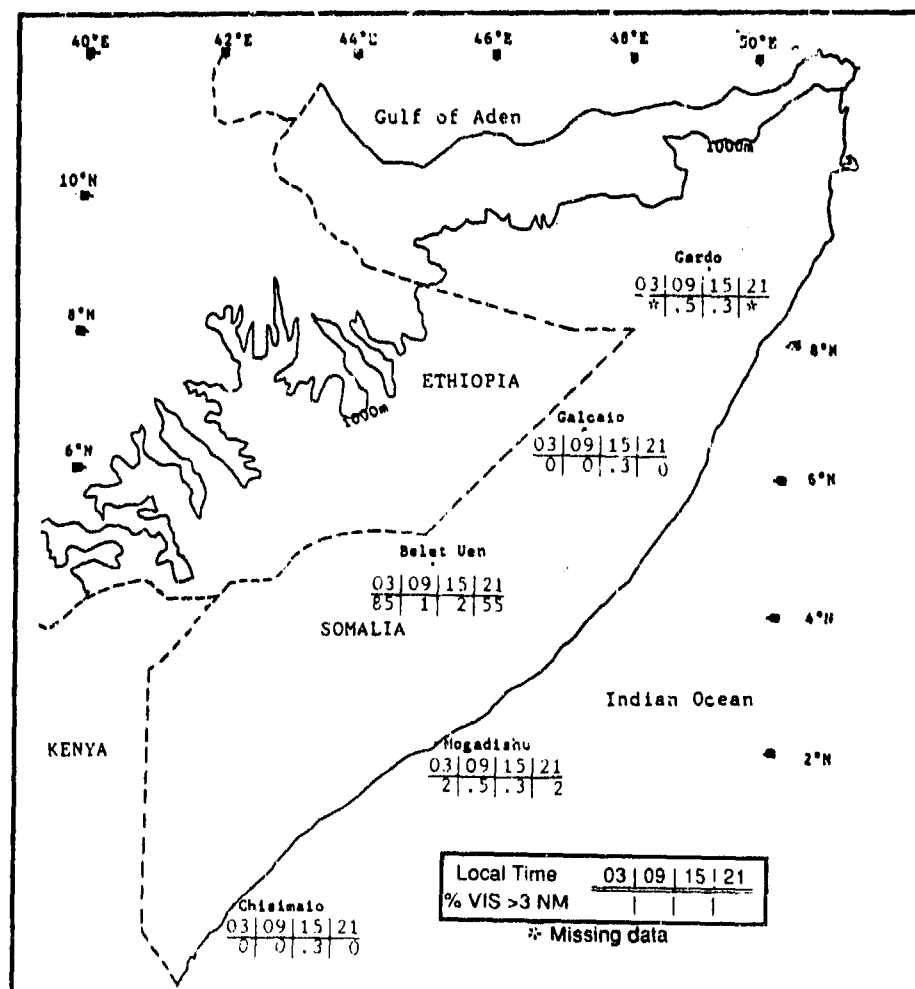 40°E 42°E 44°E 46°E 48°E 50°E
Gulf of Aden
1000m
10°N
Gardo
03 | 09 | 15 | 21
* | .5 | .3 | *
8°N
8°N
ETHIOPIA
1000m
Galcaio
03 | 09 | 15 | 21
0 | 0 | .3 | 0
6°N
6°N
Belet Uen
03 | 09 | 15 | 21
85 | 1 | 2 | 55
SOMALIA
4°N
Indian Ocean
KENYA
Mogadishu
03 | 09 | 15 | 21
2 | .5 | .3 | 2
2°N
Local Time 03 | 09 | 15 | 21
% VIS >3 NM
* Missing data
Chisimaio
03 | 09 | 15 | 21
0 | 0 | .3 | 0